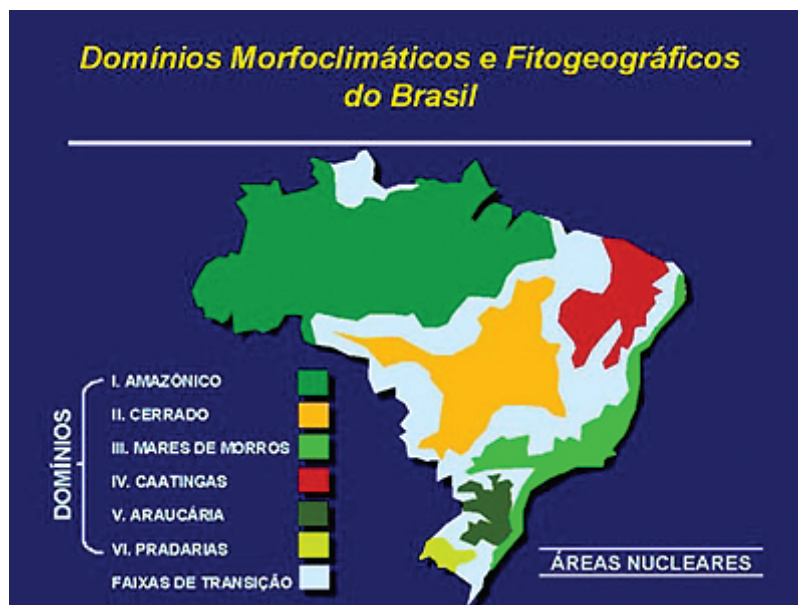 Domínios Morfoclimáticos e Fitogeográficos
do Brasil
DOMÍNIOS
I. AMAZÔNICO
II. CERRADO
III. MARES DE MORROS
IV. CAATINGAS
V. ARAUCÁRIA
VI. PRADARIAS
FAIXAS DE TRANSIÇÃO
ÁREAS NUCLEARES